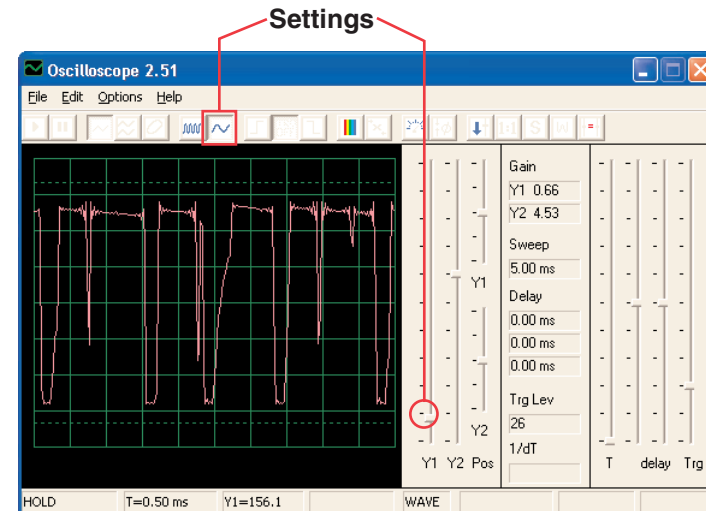 Settings
Oscilloscope 2.51
File Edit Options Help
1:1 S
Gain
Y1 0.66
Y2 4.53
Sweep
5.00 ms
Y1
Delay
0.00 ms
0.00 ms
0.00 ms
Trg Lev
26
Y2
1/dT
Y1 Y2 Pos
T delay Trg
HOLD T=0.50 ms Y1=156.1 WAVE